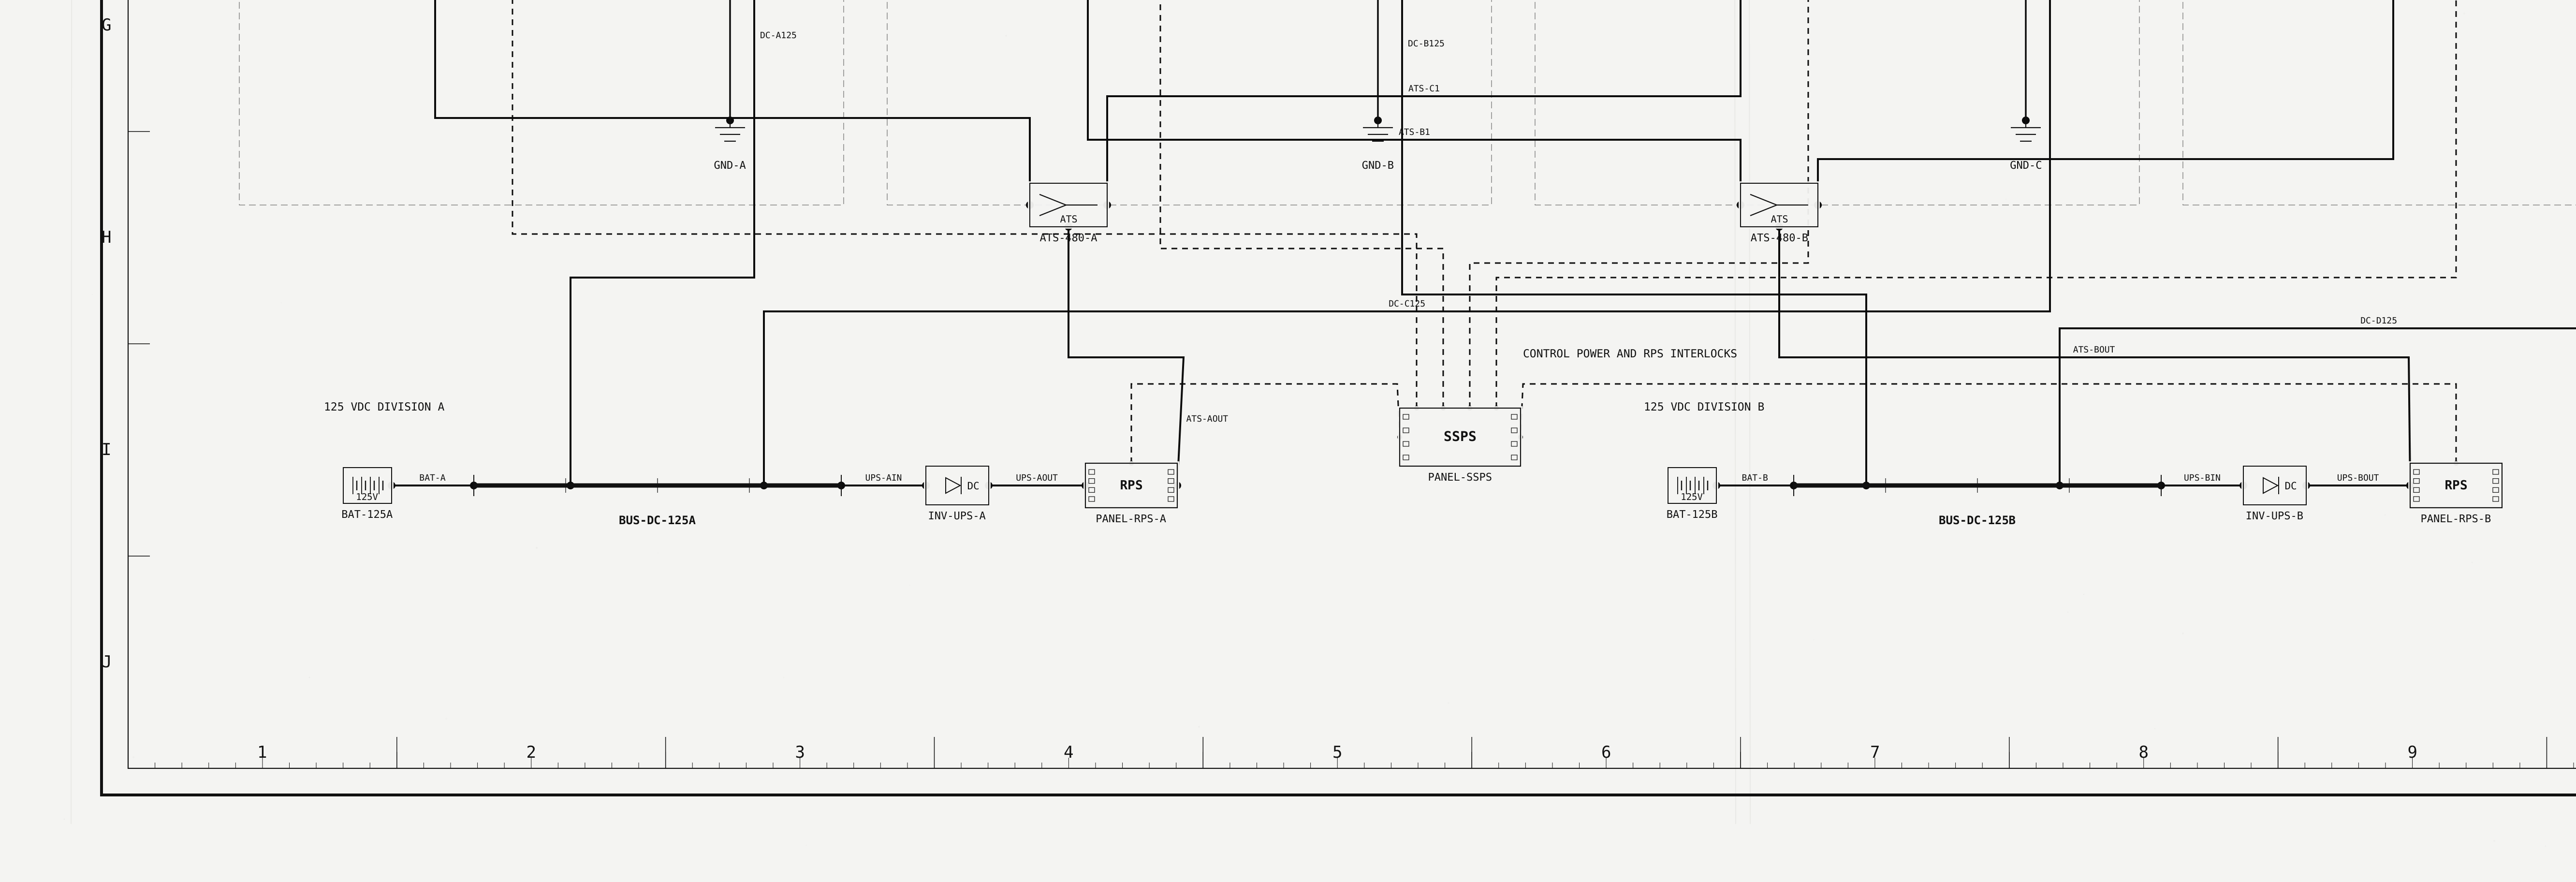 G
DC-A125
DC-B125
ATS-C1
ATS-B1
GND-A
GND-B
GND-C
ATS
ATS
H
ATS-480-A
ATS-480-B
DC-C125
DC-D125
CONTROL POWER AND RPS INTERLOCKS
ATS-BOUT
125 VDC DIVISION A
125 VDC DIVISION B
ATS-AOUT
I
SSPS
PANEL-SSPS
BAT-A
UPS-AIN
UPS-AOUT
BAT-B
UPS-BIN
UPS-BOUT
125V
DC
RPS
125V
DC
RPS
BAT-125A
BUS-DC-125A
INV-UPS-A
PANEL-RPS-A
BAT-125B
BUS-DC-125B
INV-UPS-B
PANEL-RPS-B
J
1 2 3 4 5 6 7 8 9